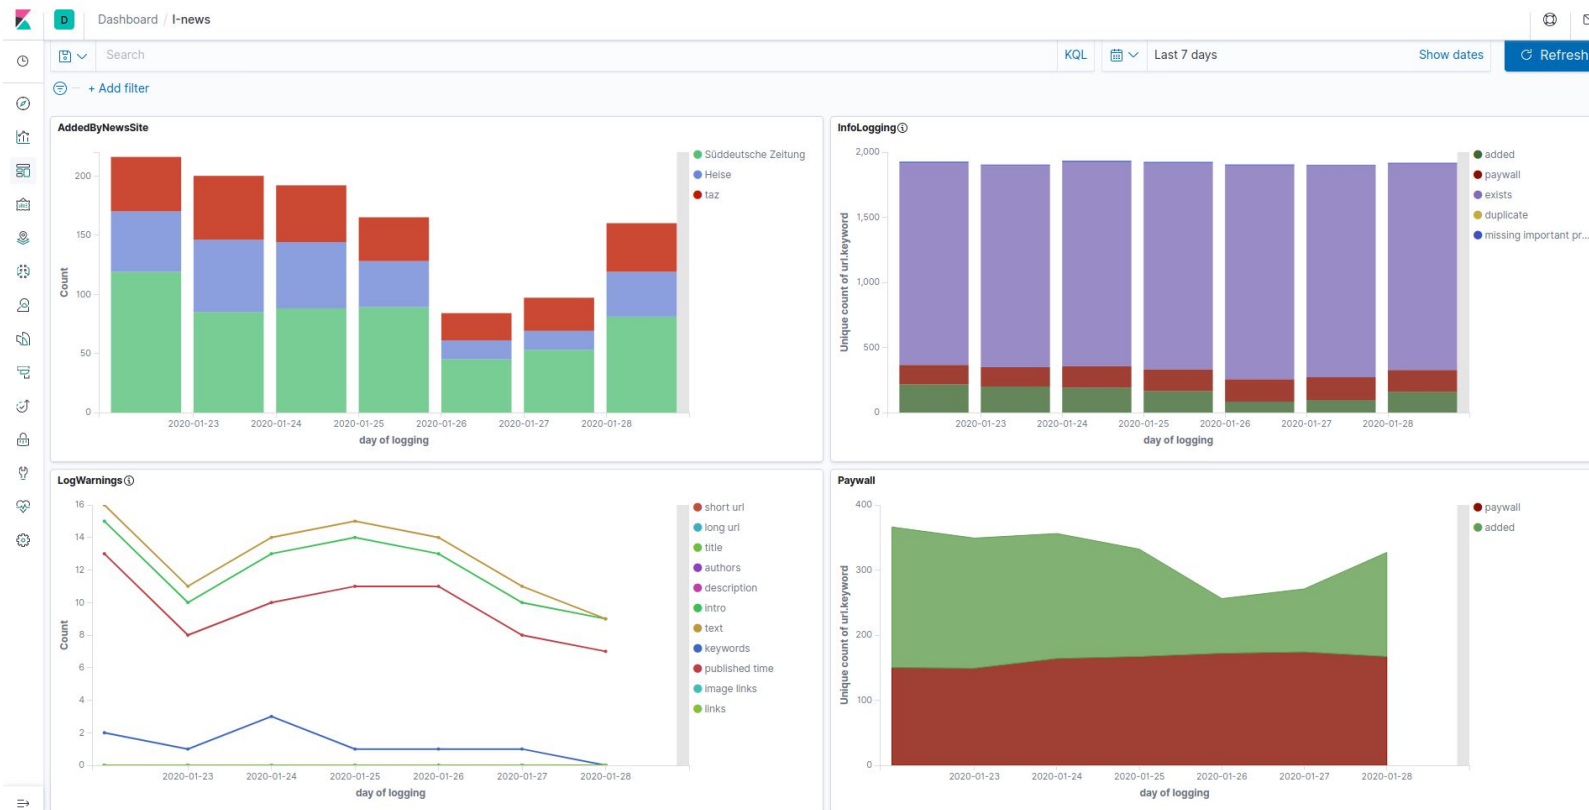 D Dashboard / I-news
Search KQL Last 7 days Show dates Refresh
+ Add filter
AddedByNewsSite
200
150
100
50
0
Count
2020-01-23 2020-01-24 2020-01-25 2020-01-26 2020-01-27 2020-01-28
day of logging
Süddeutsche Zeitung
Heise
taz
InfoLogging
2,000
1,500
1,000
500
0
Unique count of url.keyword
2020-01-23 2020-01-24 2020-01-25 2020-01-26 2020-01-27 2020-01-28
day of logging
added
paywall
exists
duplicate
missing important pr...
LogWarnings
16
14
12
10
8
6
4
2
0
Count
2020-01-23 2020-01-24 2020-01-25 2020-01-26 2020-01-27 2020-01-28
day of logging
short url
long url
title
authors
description
intro
text
keywords
published time
image links
links
Paywall
400
300
200
100
0
Unique count of url.keyword
2020-01-23 2020-01-24 2020-01-25 2020-01-26 2020-01-27 2020-01-28
day of logging
paywall
added